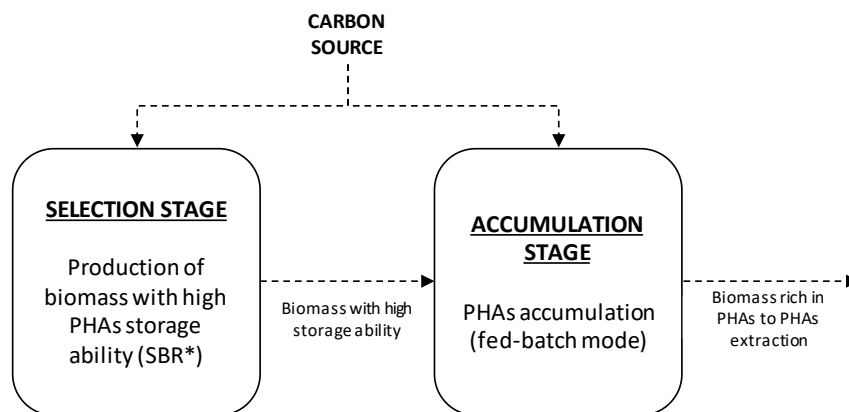 CARBON
SOURCE
SELECTION STAGE
Production of
biomass with high
PHAs storage
ability (SBR*)
Biomass with high
storage ability
ACCUMULATION
STAGE
PHAs accumulation
(fed-batch mode)
Biomass rich in
PHAs to PHAs
extraction